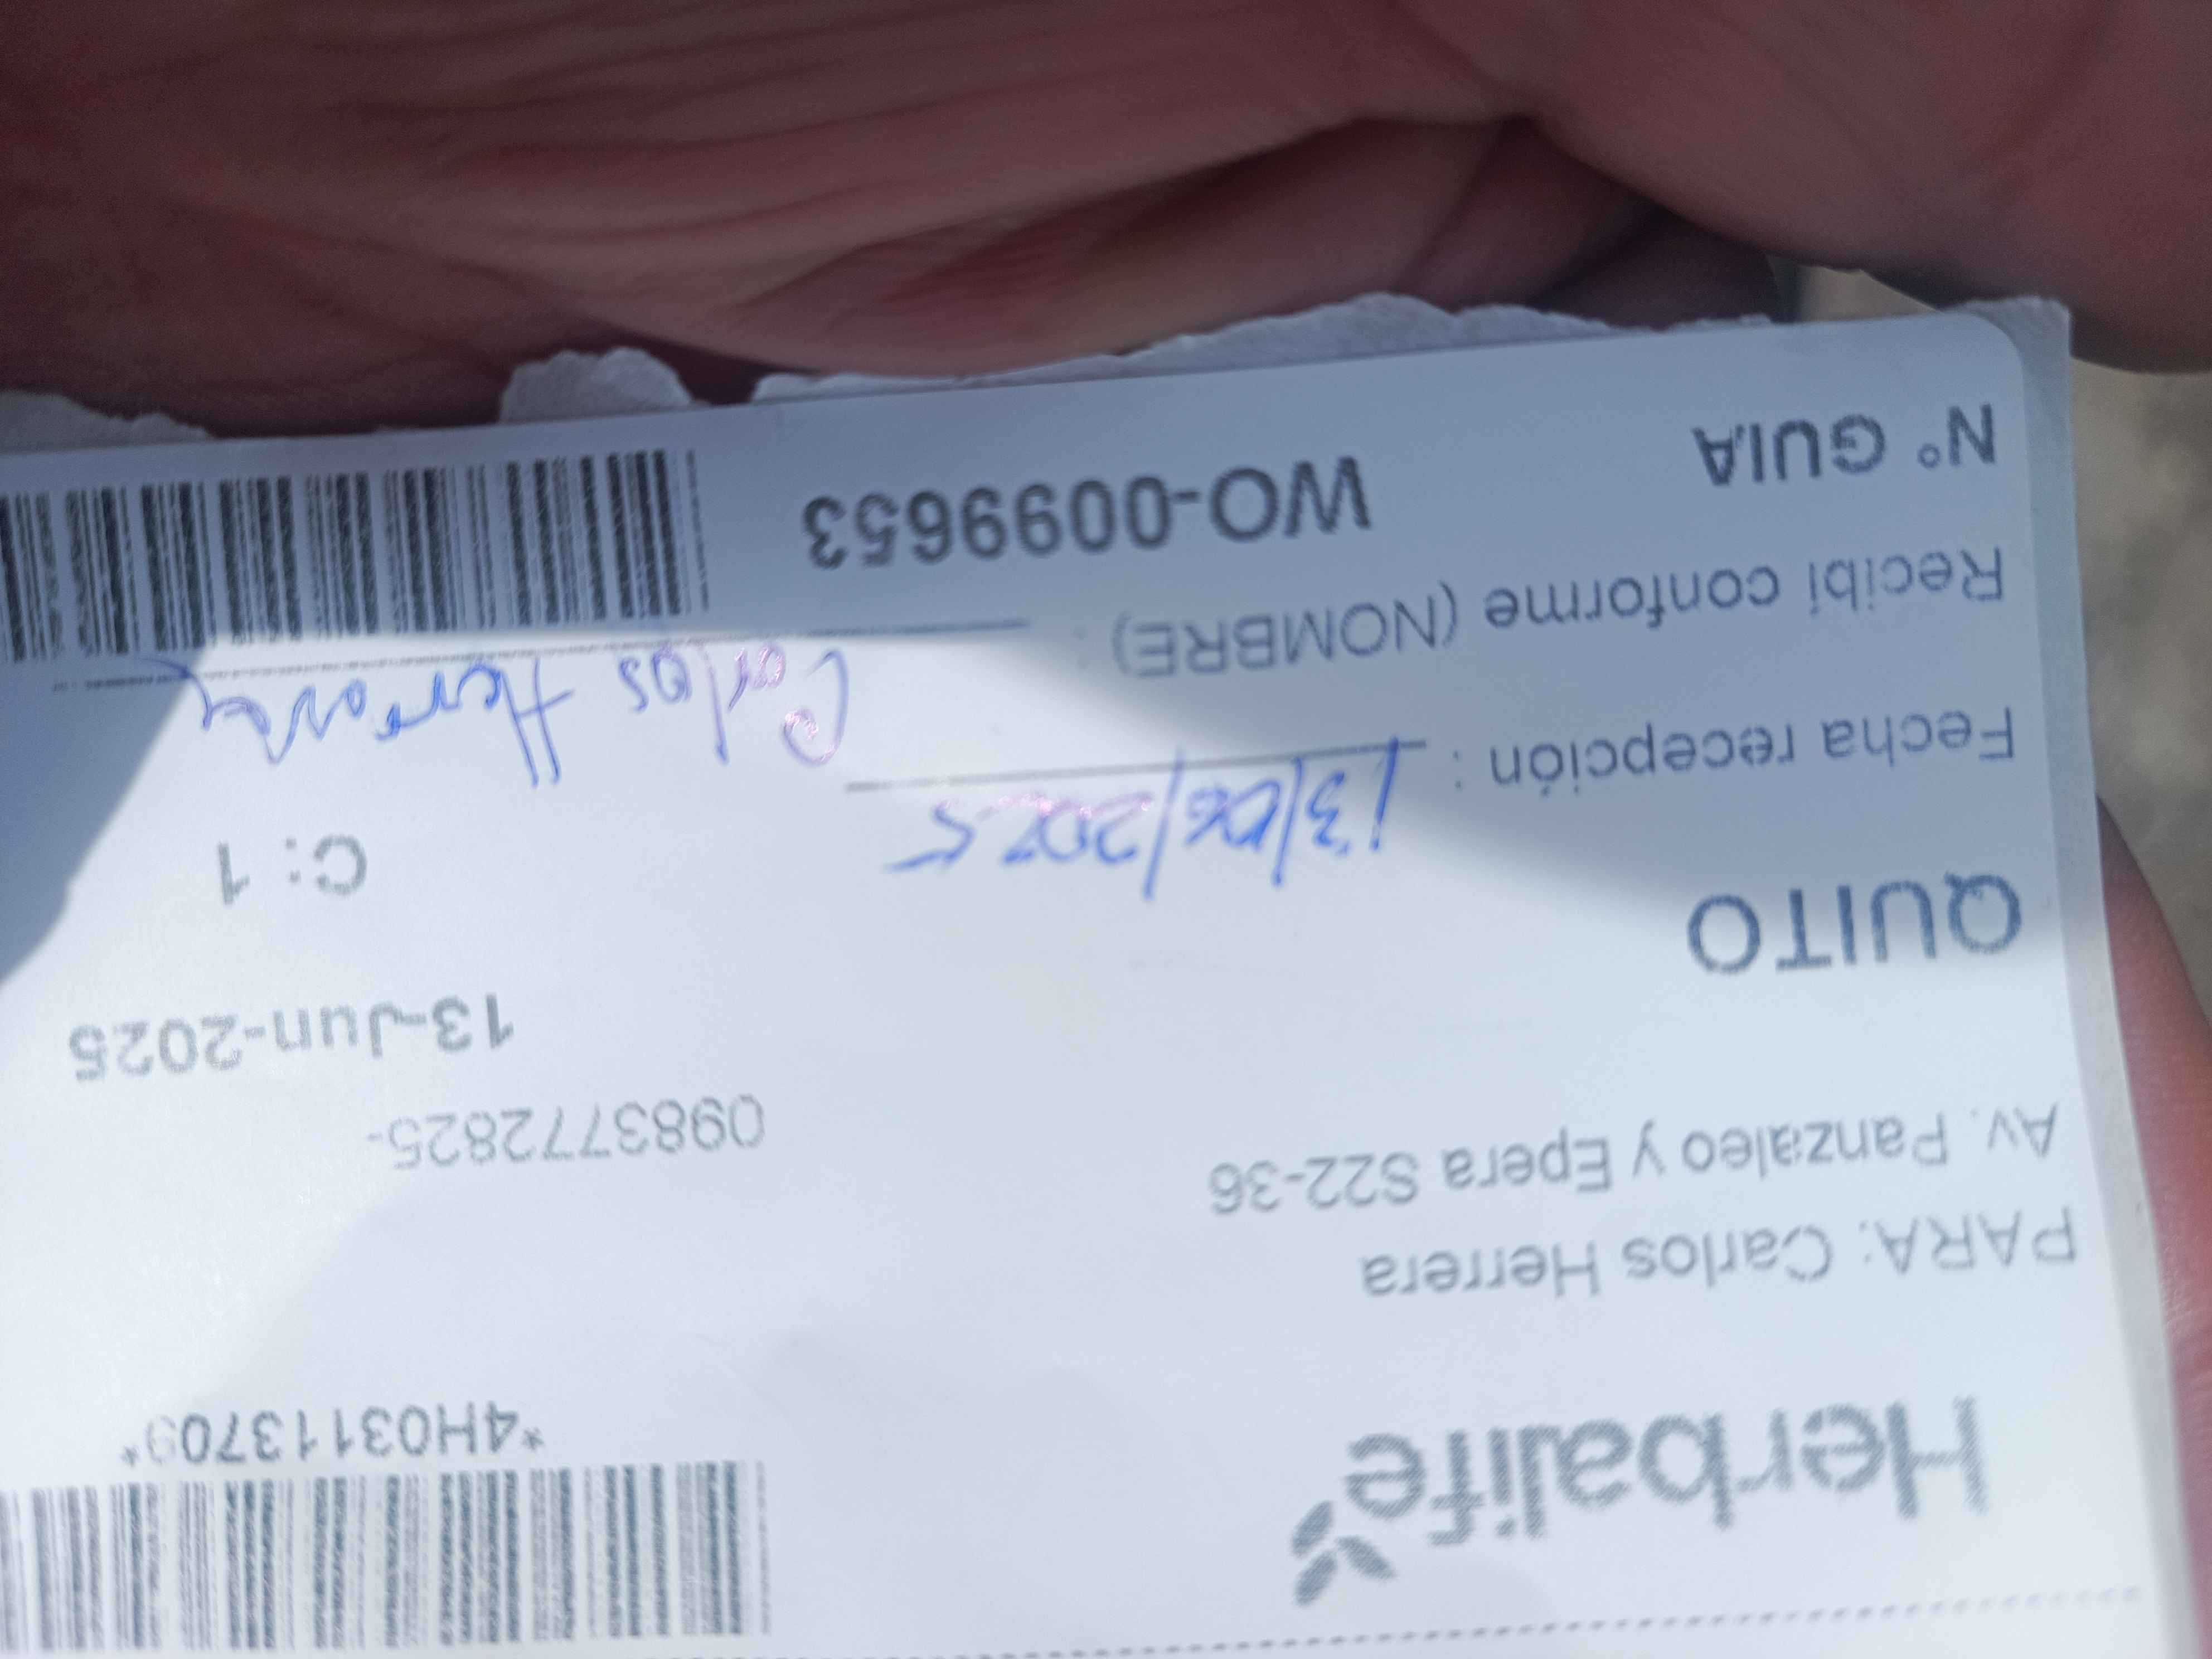 Herbalife
*4H03113709*
PARA: Carlos Herrera
Av. Panzaleo y Epera S22-36
0983772825-
13-Jun-2025
QUITO
C: 1
Fecha recepción : 13/06/2025
Recibí conforme (NOMBRE) : Carlos Herrera
N° GUIA WO-0099653